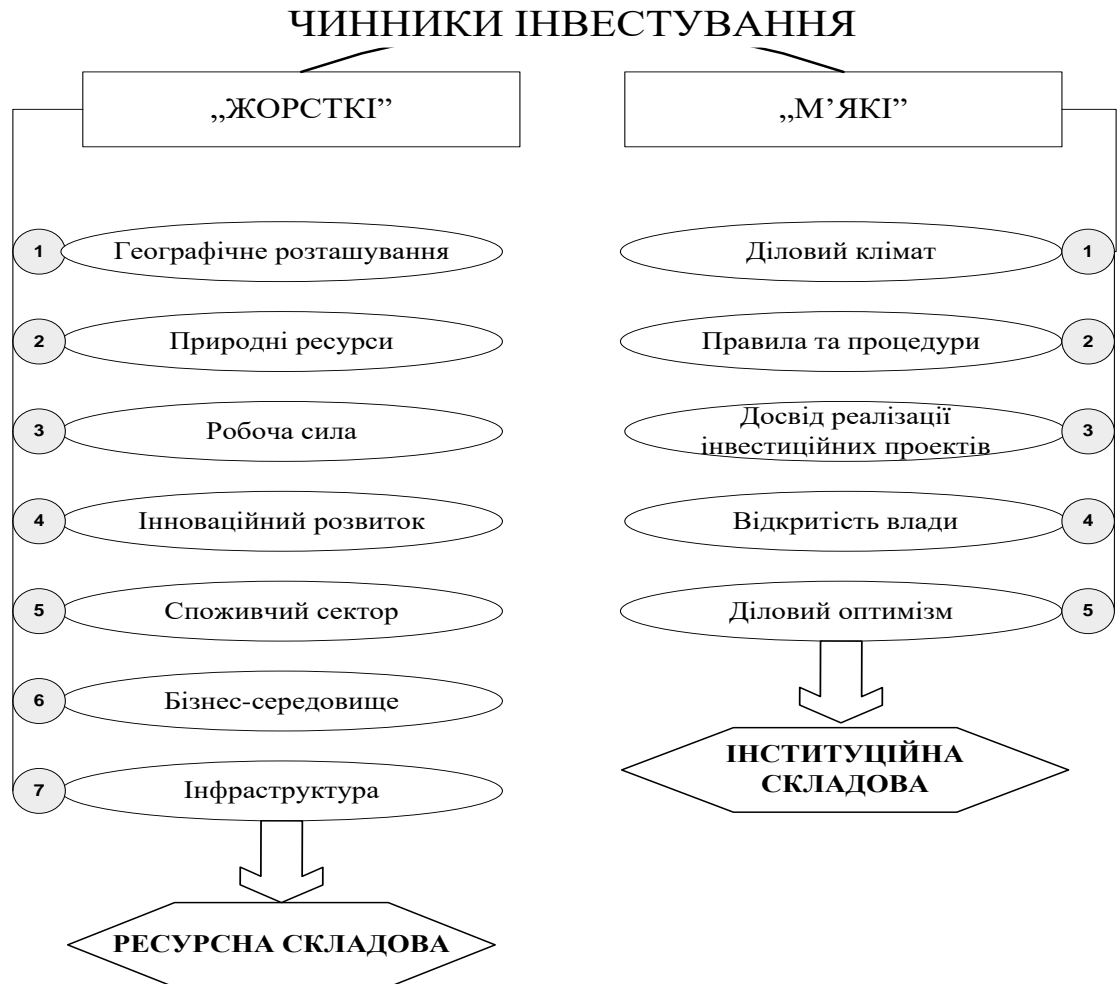 ЧИННИКИ ІНВЕСТУВАННЯ
„ЖОРСТКІ”
1 Географічне розташування
2 Природні ресурси
3 Робоча сила
4 Інноваційний розвиток
5 Споживчий сектор
6 Бізнес-середовище
7 Інфраструктура
РЕСУРСНА СКЛАДОВА
„М’ЯКІ”
Діловий клімат 1
Правила та процедури 2
Досвід реалізації
інвестиційних проектів 3
Відкритість влади 4
Діловий оптимізм 5
ІНСТИТУЦІЙНА
СКЛАДОВА